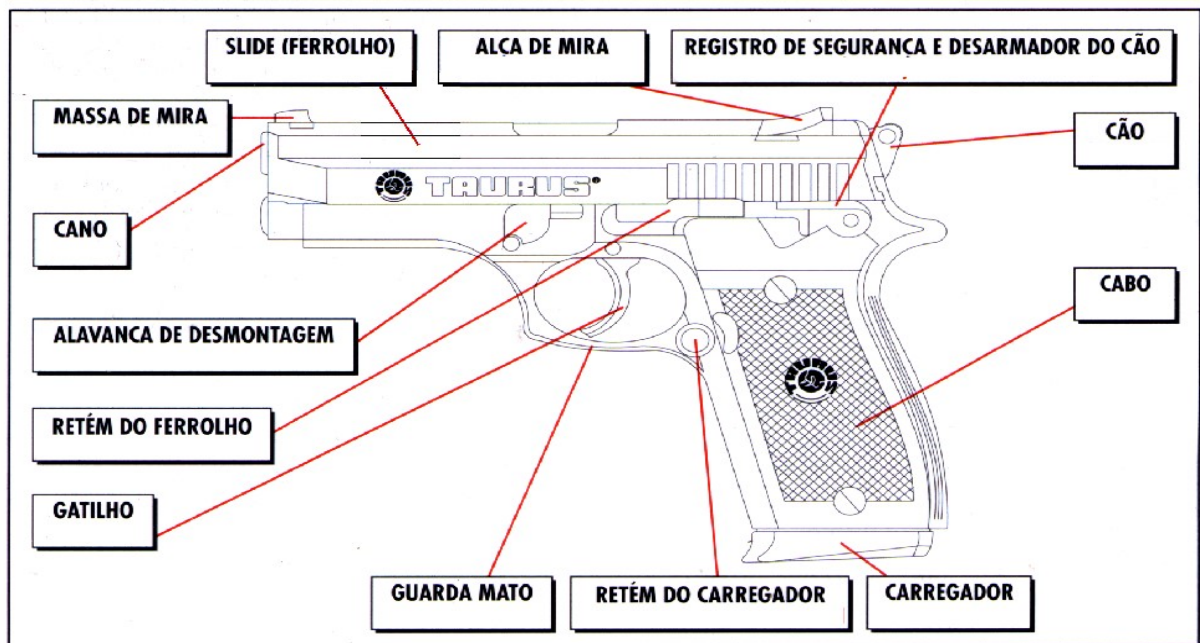 SLIDE (FERROLHO)
ALÇA DE MIRA
REGISTRO DE SEGURANÇA E DESARMADOR DO CÃO
MASSA DE MIRA
CÃO
TAURUS
CANO
CABO
ALAVANCA DE DESMONTAGEM
TAURUS
RETÉM DO FERROLHO
GATILHO
GUARDA MATO
RETÉM DO CARREGADOR
CARREGADOR